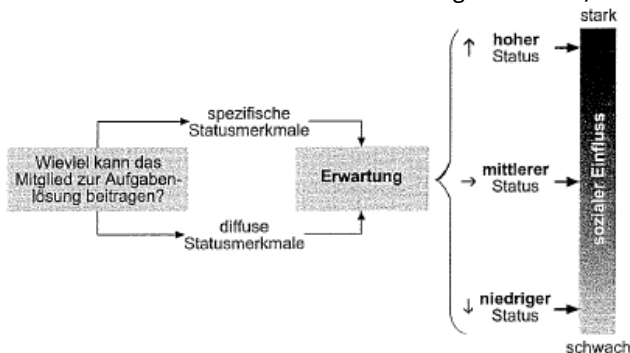 stark
hoher
Status
spezifische
Statusmerkmale
Wieviel kann das
Mitglied zur Aufgaben-
lösung beitragen?
Erwartung
mittlerer
Status
sozialer Einfluss
diffuse
Statusmerkmale
niedriger
Status
schwach